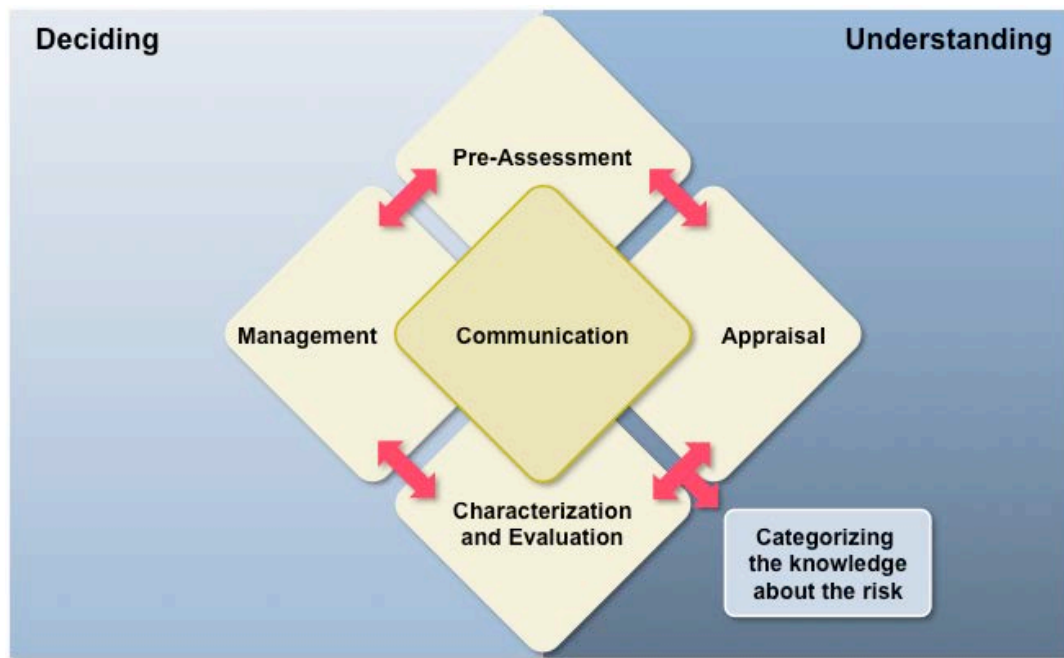 Deciding
Understanding
Pre-Assessment
Management
Communication
Appraisal
Characterization
and Evaluation
Categorizing
the knowledge
about the risk